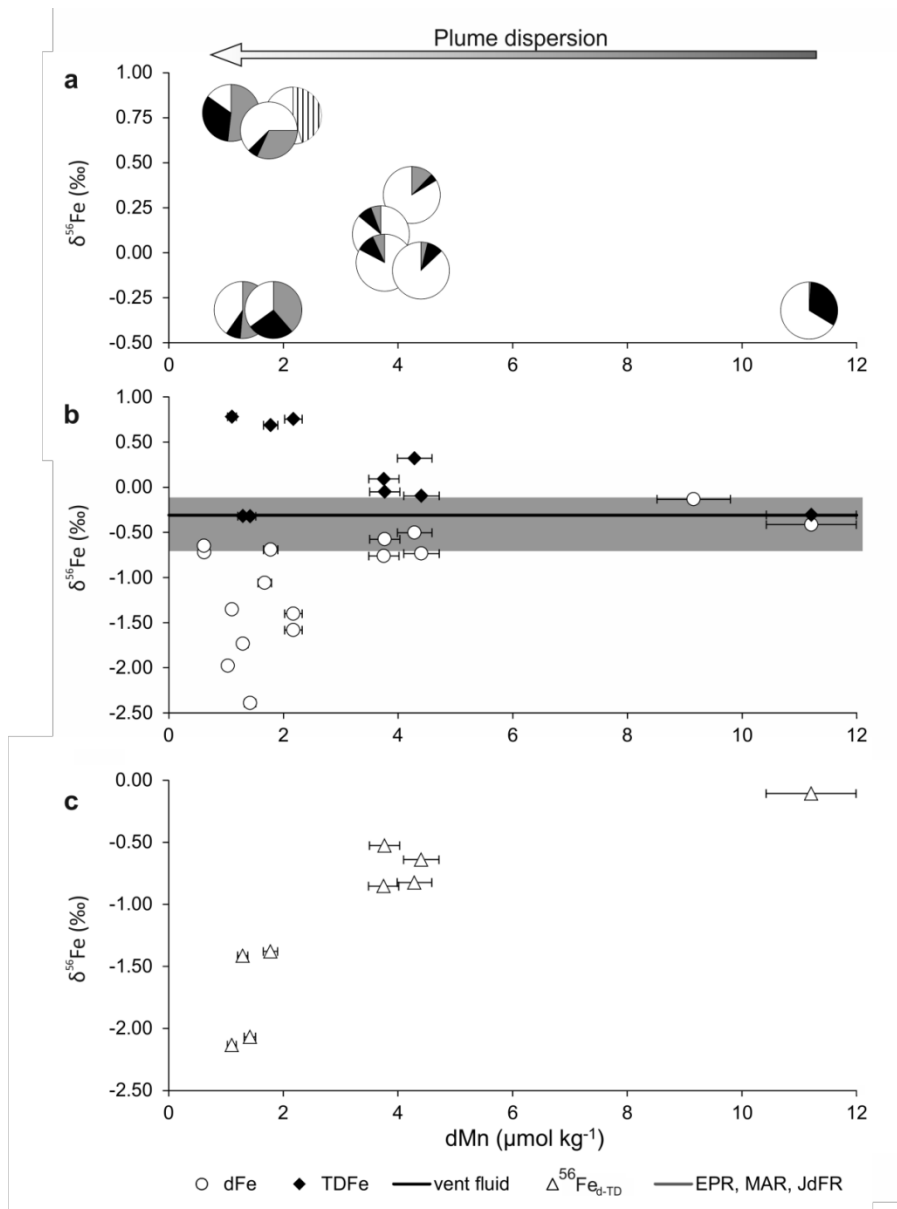 Plume dispersion
a
1.00
0.75
0.50
0.25
0.00
-0.25
-0.50
δ56Fe (‰)
0 2 4 6 8 10 12
b
1.00
0.50
0.00
-0.50
-1.00
-1.50
-2.00
-2.50
δ56Fe (‰)
0 2 4 6 8 10 12
c
0.00
-0.50
-1.00
-1.50
-2.00
-2.50
δ56Fe (‰)
0 2 4 6 8 10 12
dMn (µmol kg-1)
dFe TDFe vent fluid 56Fed-TD EPR, MAR, JdFR